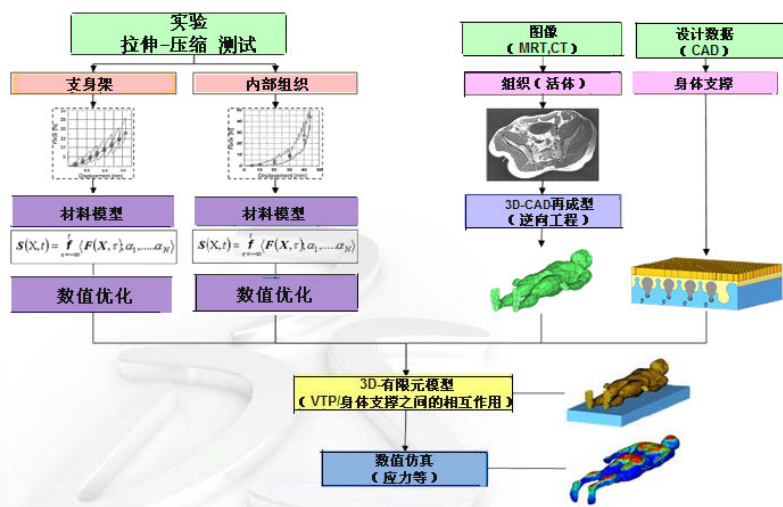 实验
拉伸-压缩 测试
图像
(MRT,CT)
设计数据
(CAD)
支身架
内部组织
组织(活体)
身体支撑
Displacement [mm]
Displacement [mm]
材料模型
材料模型
3D-CAD再成型
(逆向工程)
数值优化
数值优化
3D-有限元模型
(VTP/身体支撑之间的相互作用)
数值仿真
(应力等)